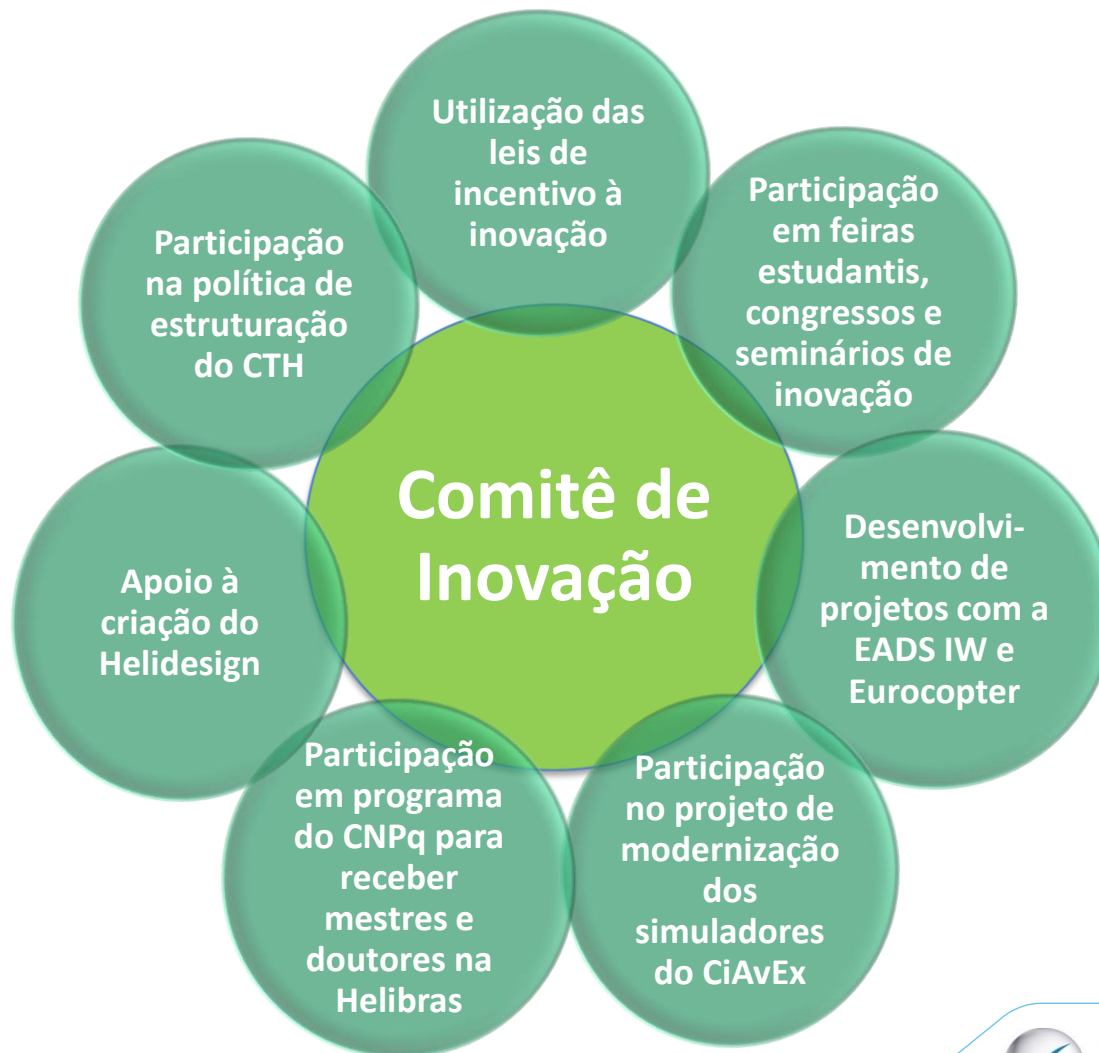 Utilização das
leis de
incentivo à
inovação
Participação
em feiras
estudantis,
congressos e
seminários de
inovação
Desenvolvi-
mento de
projetos com a
EADS IW e
Eurocopter
Participação
no projeto de
modernização
dos
simuladores
do CiAvEx
Participação
em programa
do CNPq para
receber
mestres e
doutores na
Helibras
Apoio à
criação do
Helidesign
Participação
na política de
estruturação
do CTH
Comitê de
Inovação